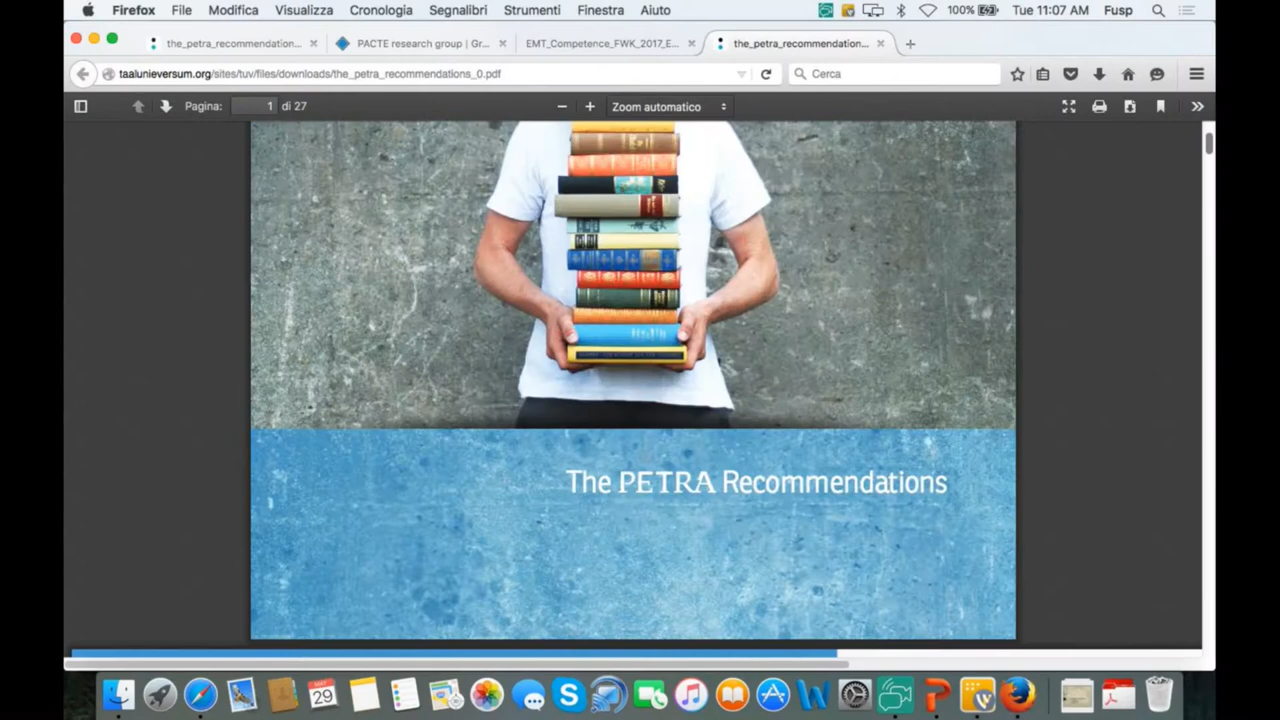 Firefox File Modifica Visualizza Cronologia Segnalibri Strumenti Finestra Aiuto 100% Tue 11:07 AM Fusp
the_petra_recommendation... PACTE research group | Gr... EMT_Competence_FWK_2017_E... the_petra_recommendation...
taalunieversum.org/sites/tuv/files/downloads/the_petra_recommendations_0.pdf Cerca
Pagina: 1 di 27 Zoom automatico
The PETRA Recommendations
29